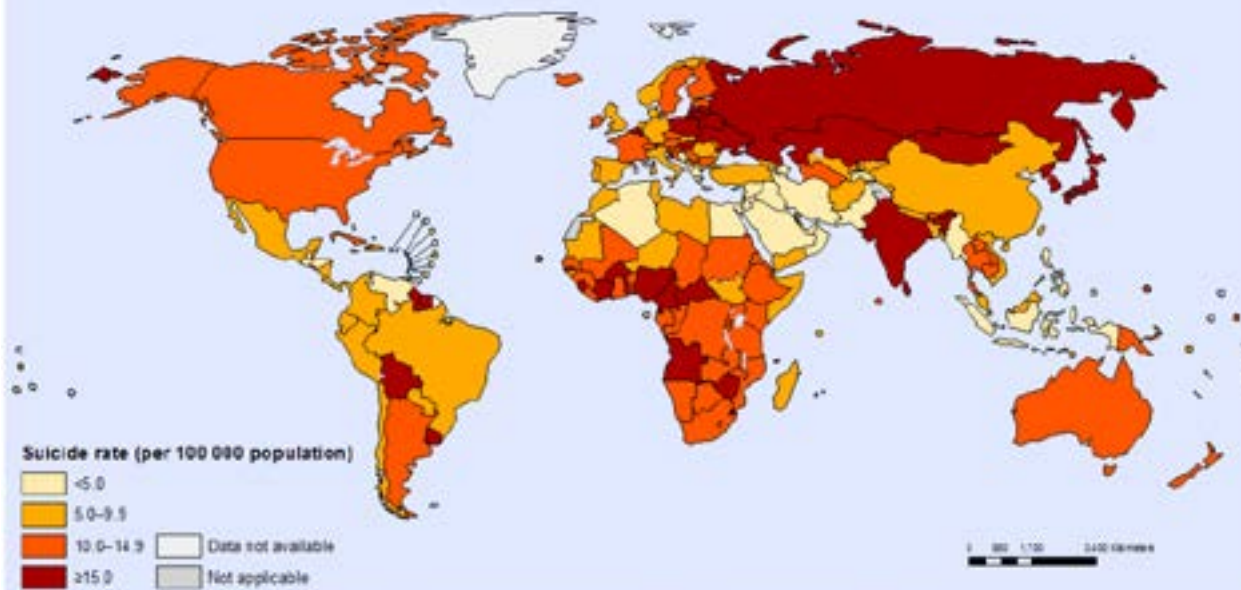 Suicide rate (per 100 000 population)
<5.0
5.0–9.9
10.0–14.9
≥15.0
Data not available
Not applicable
0